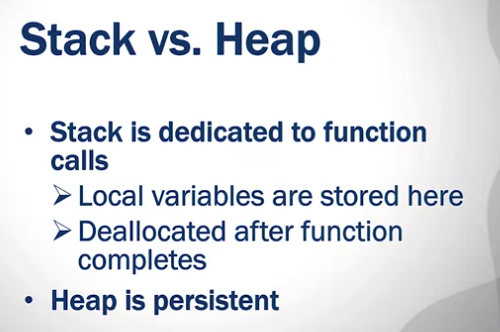 Stack vs. Heap
• Stack is dedicated to function
calls
➢ Local variables are stored here
➢ Deallocated after function
completes
• Heap is persistent